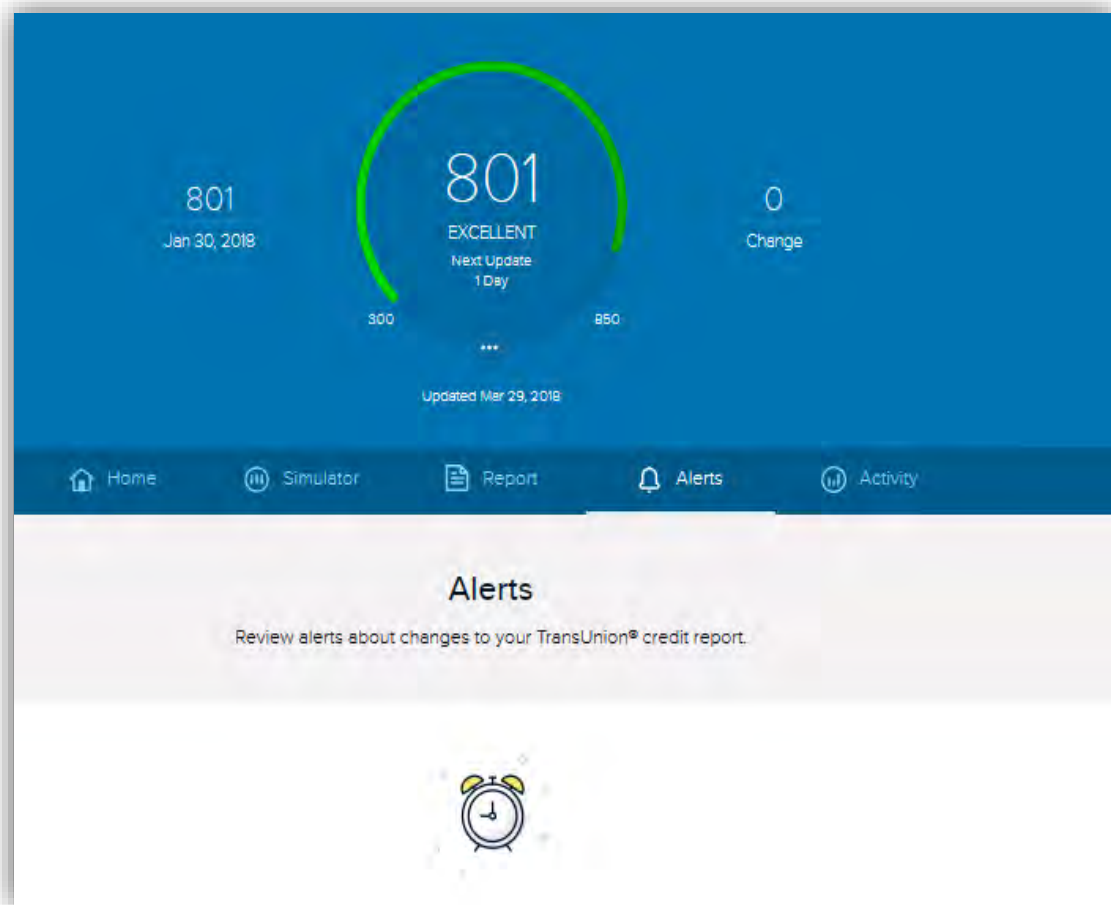 801
Jan 30, 2018
801
EXCELLENT
Next Update
1 Day
300
850
...
Updated Mar 29, 2018
0
Change
Home
Simulator
Report
Alerts
Activity
Alerts
Review alerts about changes to your TransUnion® credit report.